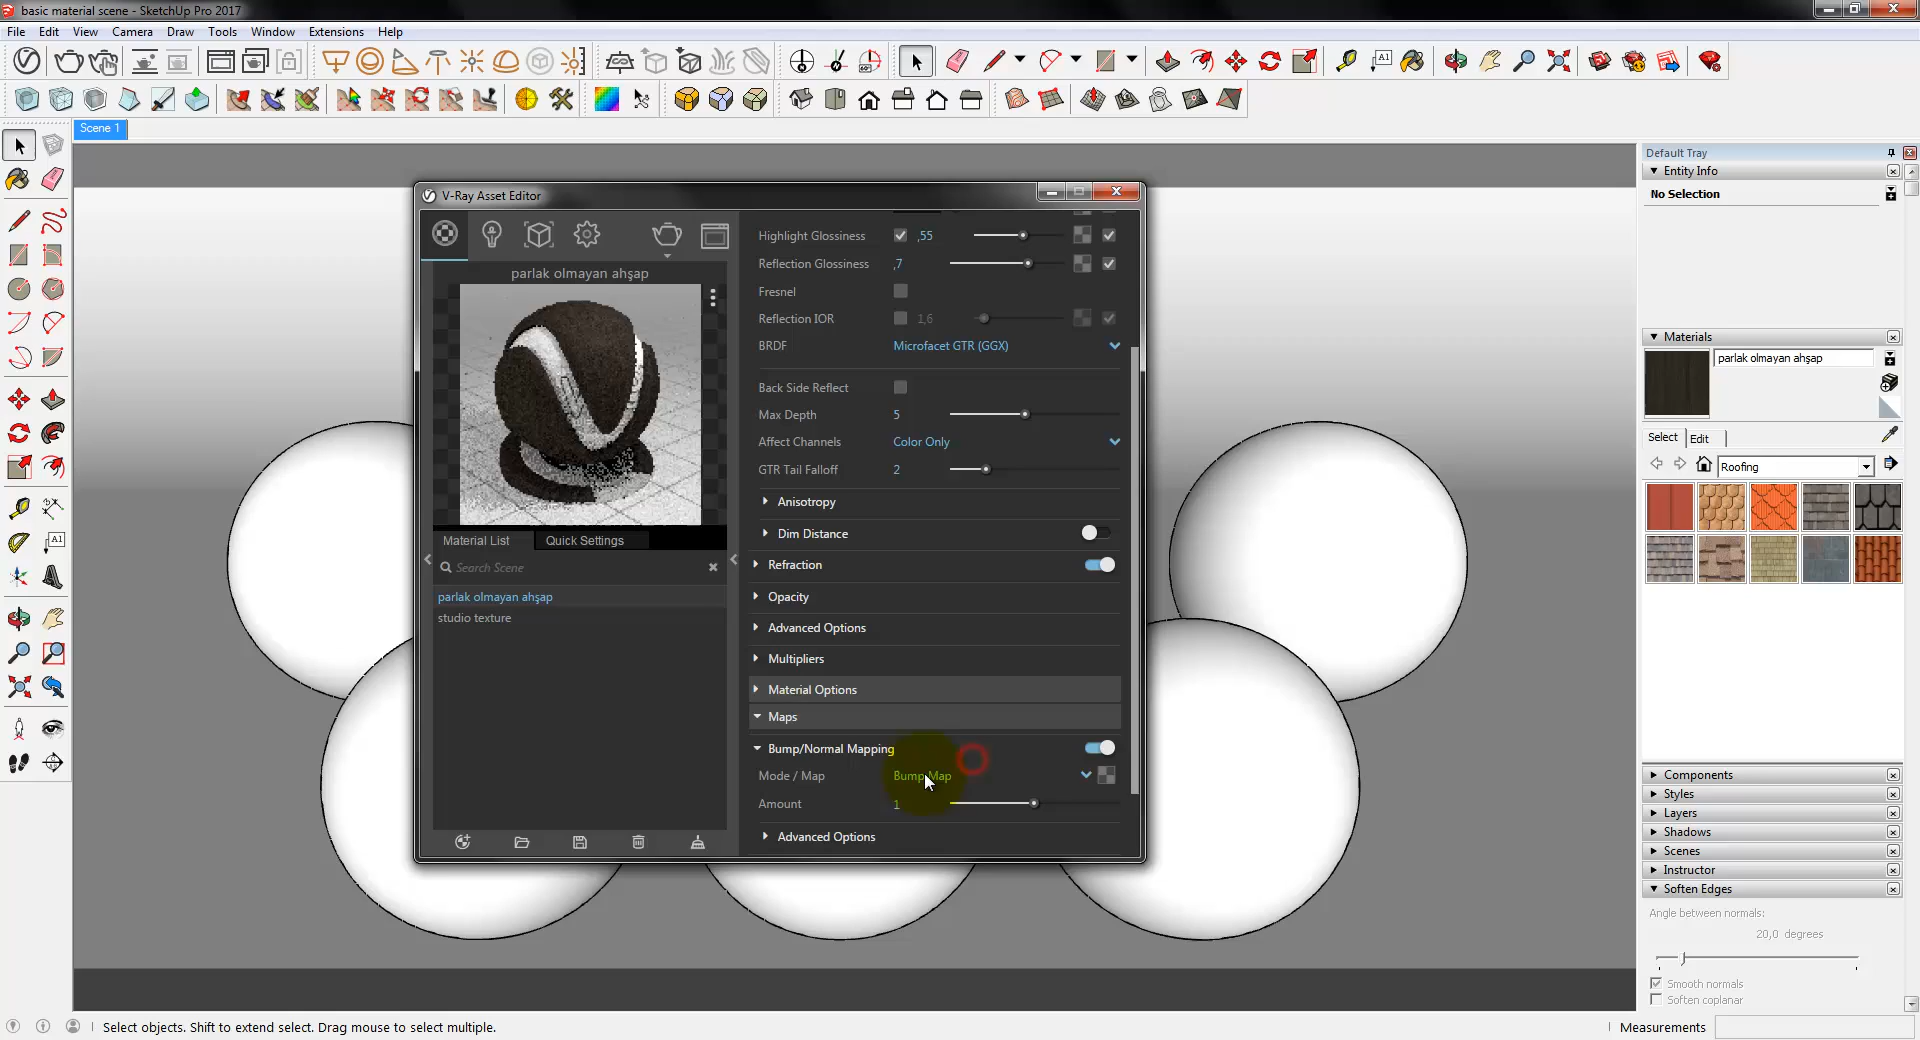 basic material scene - SketchUp Pro 2017
File Edit View Camera Draw Tools Window Extensions Help
Scene 1
V-Ray Asset Editor
parlak olmayan ahşap
Material List Quick Settings
Search Scene
parlak olmayan ahşap
studio texture
Highlight Glossiness ,55
Reflection Glossiness ,7
Fresnel
Reflection IOR 1,6
BRDF Microfacet GTR (GGX)
Back Side Reflect
Max Depth 5
Affect Channels Color Only
GTR Tail Falloff 2
Anisotropy
Dim Distance
Refraction
Opacity
Advanced Options
Multipliers
Material Options
Maps
Bump/Normal Mapping
Mode / Map Bump Map
Amount 1
Advanced Options
Default Tray
Entity Info
No Selection
Materials
parlak olmayan ahşap
Select Edit
Roofing
Components
Styles
Layers
Shadows
Scenes
Instructor
Soften Edges
Angle between normals:
20,0 degrees
Smooth normals
Soften coplanar
A1
A1
Select objects. Shift to extend select. Drag mouse to select multiple.
Measurements